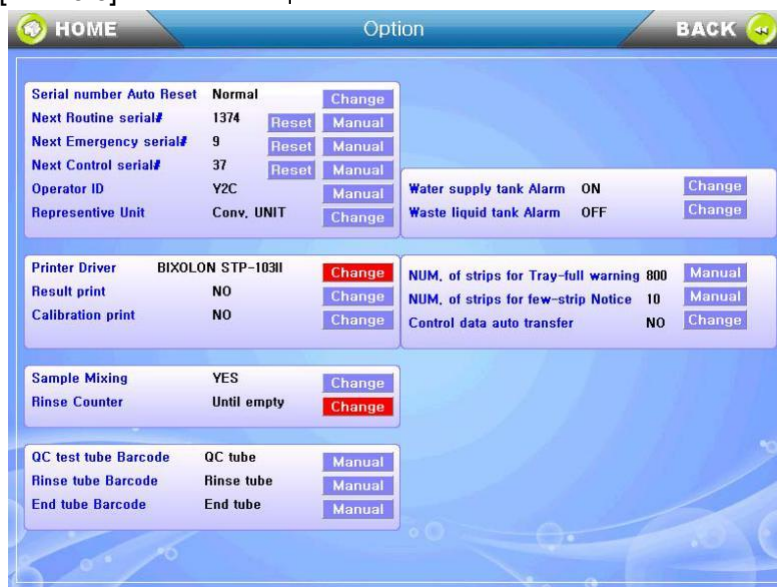 HOME Option BACK
Serial number Auto Reset Normal Change
Next Routine serial# 1374 Reset Manual
Next Emergency serial# 9 Reset Manual
Next Control serial# 37 Reset Manual
Operator ID Y2C Manual
Representive Unit Conv. UNIT Change
Water supply tank Alarm ON Change
Waste liquid tank Alarm OFF Change
Printer Driver BIXOLON STP-103II Change
Result print NO Change
Calibration print NO Change
NUM. of strips for Tray-full warning 800 Manual
NUM. of strips for few-strip Notice 10 Manual
Control data auto transfer NO Change
Sample Mixing YES Change
Rinse Counter Until empty Change
QC test tube Barcode QC tube Manual
Rinse tube Barcode Rinse tube Manual
End tube Barcode End tube Manual